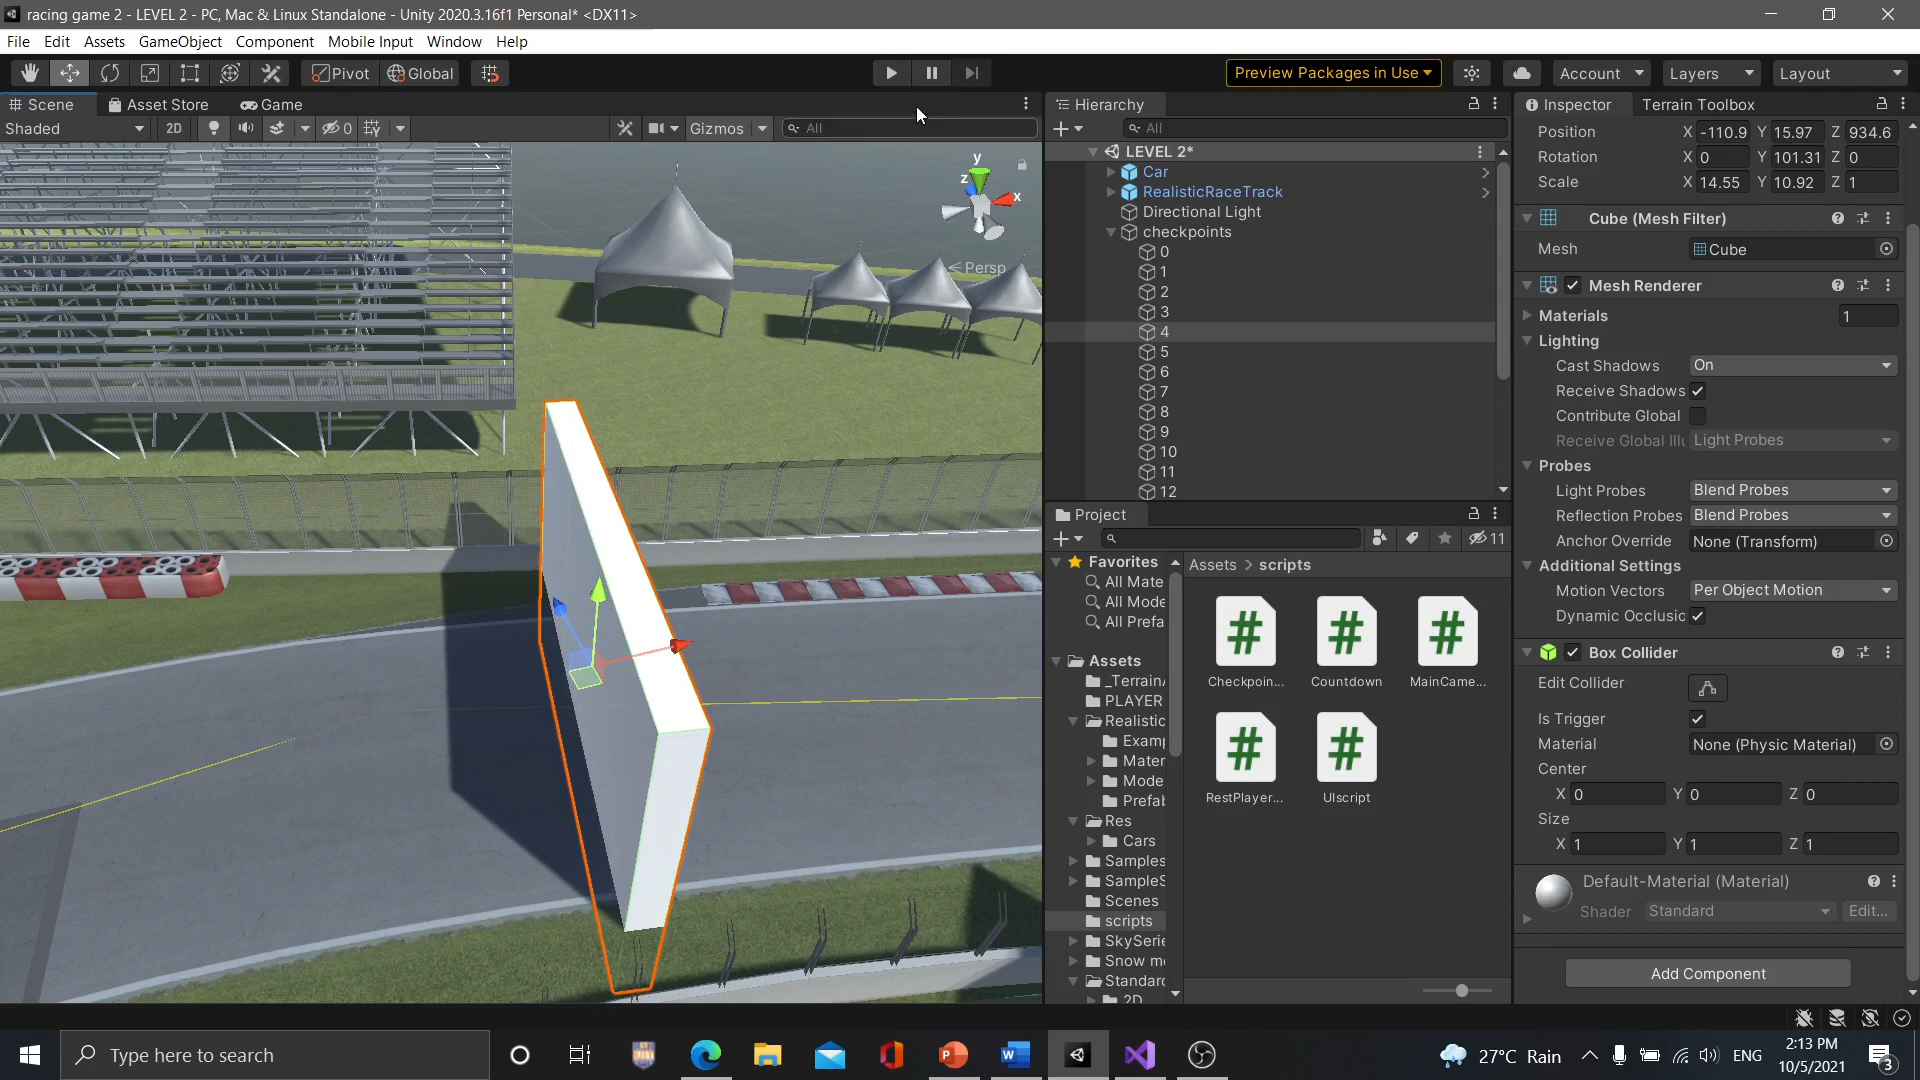 racing game 2 - LEVEL 2 - PC, Mac & Linux Standalone - Unity 2020.3.16f1 Personal* <DX11>
File Edit Assets GameObject Component Mobile Input Window Help
Pivot Global Preview Packages in Use Account Layers Layout
Scene Asset Store Game
Shaded 2D 0 Gizmos All
y
z
x
Persp
Hierarchy
All
LEVEL 2*
Car
RealisticRaceTrack
Directional Light
checkpoints
0
1
2
3
4
5
6
7
8
9
10
11
12
Project
11
Favorites
All Mate
All Mode
All Prefa
Assets
_Terrain
PLAYER
Realistic
Exam
Mater
Mode
Prefab
Res
Cars
Samples
SampleS
Scenes
scripts
SkySerie
Snow m
Standard
2D
Assets > scripts
Checkpoin... Countdown MainCame...
RestPlayer... UIscript
Inspector Terrain Toolbox
Position X -110.9 Y 15.97 Z 934.6
Rotation X 0 Y 101.31 Z 0
Scale X 14.55 Y 10.92 Z 1
Cube (Mesh Filter)
Mesh Cube
Mesh Renderer
Materials 1
Lighting
Cast Shadows On
Receive Shadows
Contribute Global
Receive Global Illu Light Probes
Probes
Light Probes Blend Probes
Reflection Probes Blend Probes
Anchor Override None (Transform)
Additional Settings
Motion Vectors Per Object Motion
Dynamic Occlusic
Box Collider
Edit Collider
Is Trigger
Material None (Physic Material)
Center
X 0 Y 0 Z 0
Size
X 1 Y 1 Z 1
Default-Material (Material)
Shader Standard Edit...
Add Component
Type here to search
27°C Rain ENG
2:13 PM
10/5/2021
3